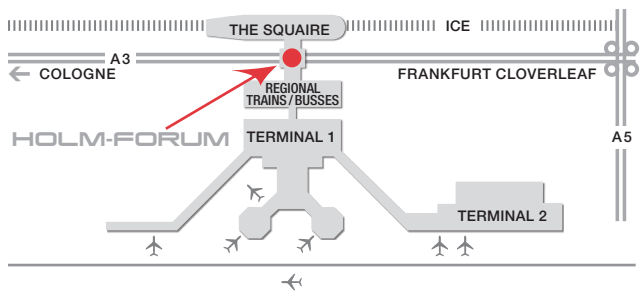 THE SQUAIRE
ICE
A3
COLOGNE
FRANKFURT CLOVERLEAF
REGIONAL
TRAINS/BUSSES
HOLM-FORUM
TERMINAL 1
A5
TERMINAL 2